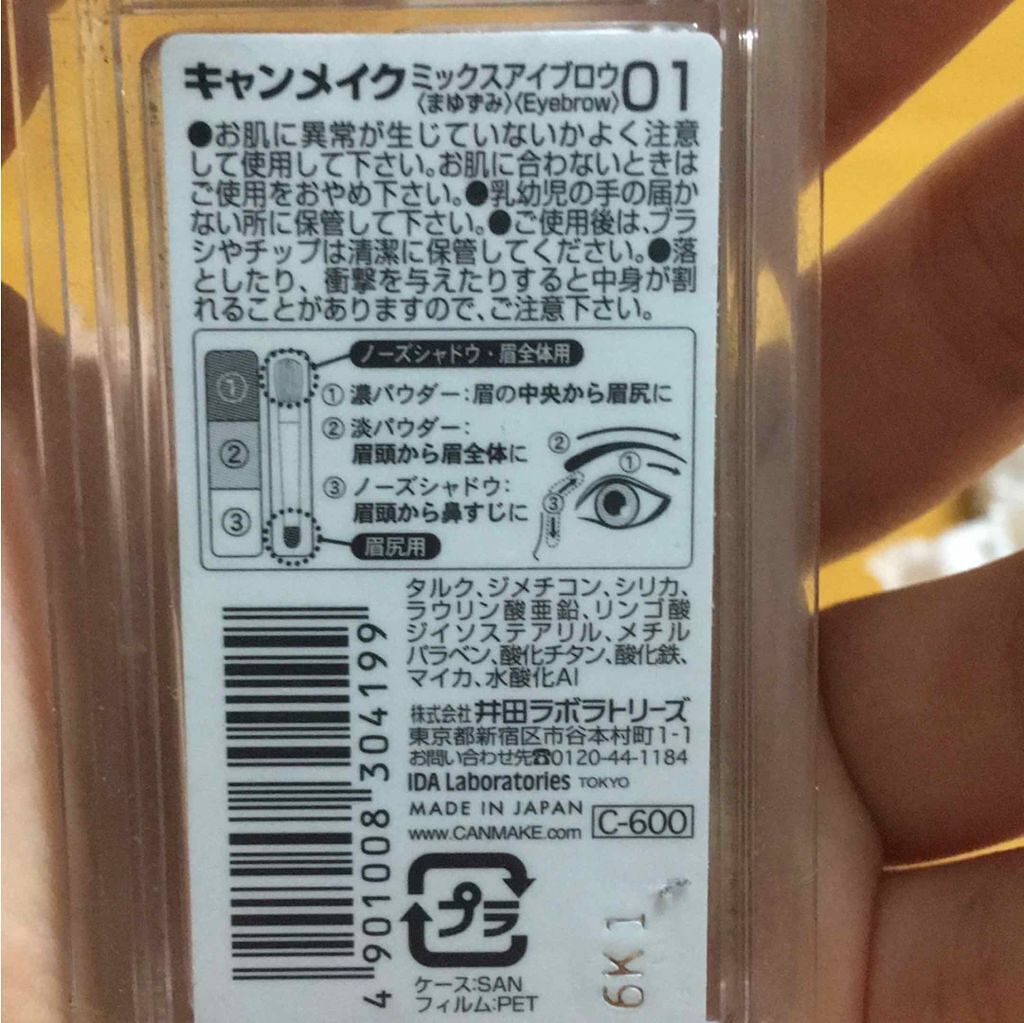 キャンメイク ミックスアイブロウ 01
〈まゆずみ〉〈Eyebrow〉
●お肌に異常が生じていないかよく注意
して使用して下さい。お肌に合わないときは
ご使用をおやめ下さい。●乳幼児の手の届か
ない所に保管して下さい。●ご使用後は、ブラ
シやチップは清潔に保管してください。●落
としたり、衝撃を与えたりすると中身が割
れることがありますので、ご注意下さい。
ノーズシャドウ・眉全体用
①濃パウダー:眉の中央から眉尻に
②淡パウダー:
眉頭から眉全体に
③ノーズシャドウ:
眉頭から鼻すじに
眉尻用
①
②
③
②
①
③
タルク、ジメチコン、シリカ、
ラウリン酸亜鉛、リンゴ酸
ジイソステアリル、メチル
パラベン、酸化チタン、酸化鉄、
マイカ、水酸化Al
株式会社 井田ラボラトリーズ
東京都新宿区市谷本村町1-1
お問い合わせ先☎0120-44-1184
IDA Laboratories TOKYO
MADE IN JAPAN
www.CANMAKE.com C-600
プラ
ケース:SAN
フィルム:PET
4 901008 304199
6K1